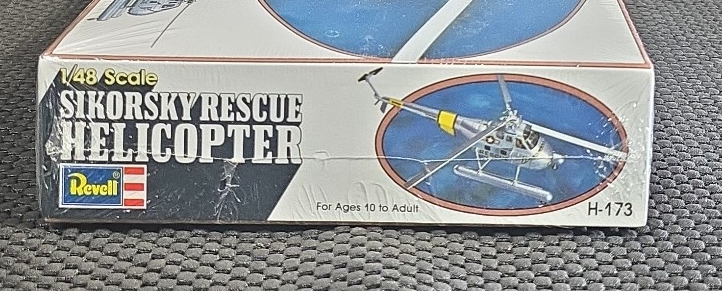 1/48 Scale
SIKORSKY RESCUE
HELICOPTER
Revell®
For Ages 10 to Adult
H-173